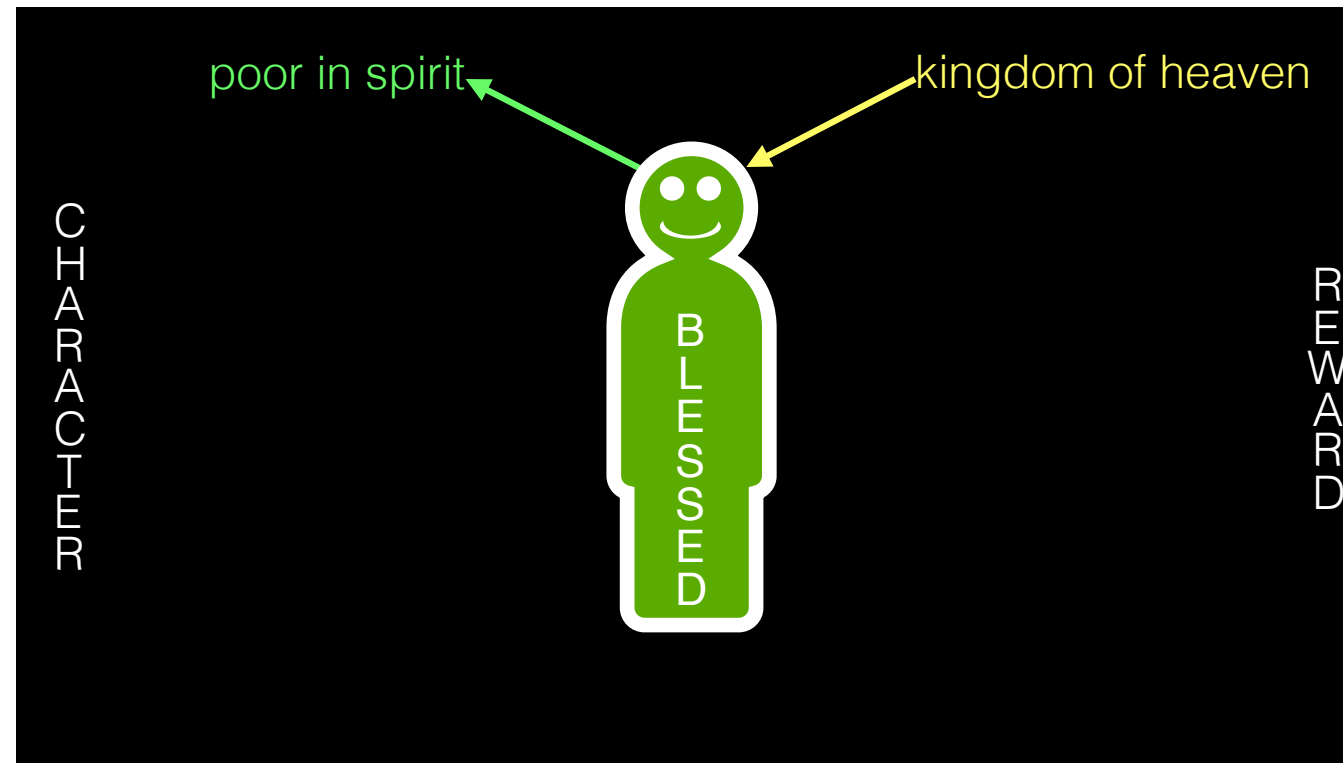 poor in spirit
kingdom of heaven
CHARACTER
BLESSED
REWARD